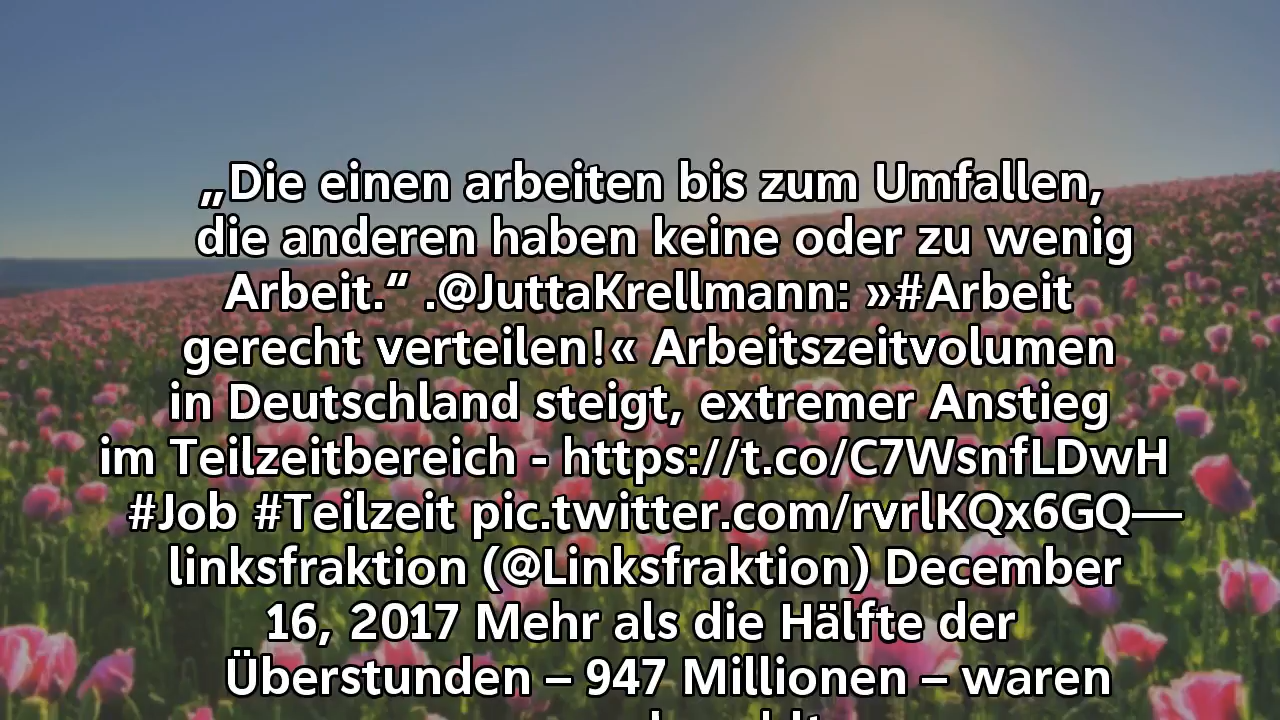 „Die einen arbeiten bis zum Umfallen,
die anderen haben keine oder zu wenig
Arbeit.“ .@JuttaKrellmann: »#Arbeit
gerecht verteilen!« Arbeitszeitvolumen
in Deutschland steigt, extremer Anstieg
im Teilzeitbereich - https://t.co/C7WsnfLDwH
#Job #Teilzeit pic.twitter.com/rvrlKQx6GQ—
linksfraktion (@Linksfraktion) December
16, 2017 Mehr als die Hälfte der
Überstunden – 947 Millionen – waren